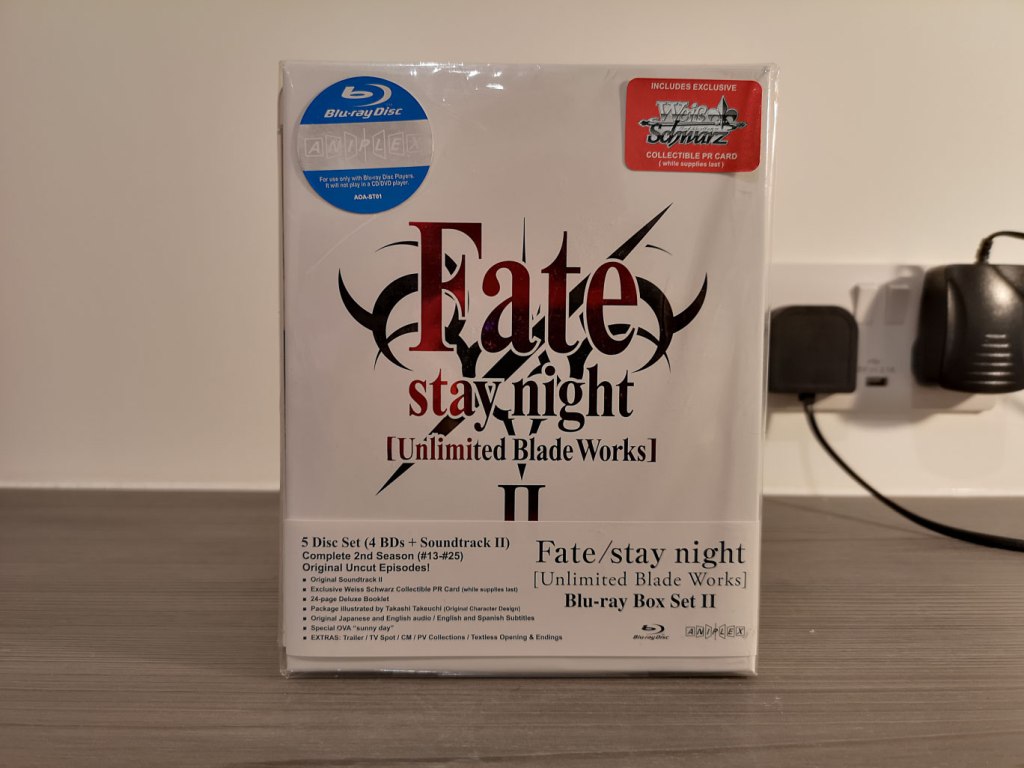 Blu-ray Disc
ANIPLEX
For use only with Blu-ray Disc Players.
It will not play in a CD/DVD player.
AOA-BT01
INCLUDES EXCLUSIVE
Weiß
Schwarz
COLLECTIBLE PR CARD
( while supplies last )
Fate
stay night
[Unlimited Blade Works]
II
5 Disc Set (4 BDs + Soundtrack II)
Complete 2nd Season (#13-#25)
Original Uncut Episodes!
■ Original Soundtrack II
■ Exclusive Weiss Schwarz Collectible PR Card (while supplies last)
■ 24-page Deluxe Booklet
■ Package illustrated by Takashi Takeuchi (Original Character Design)
■ Original Japanese and English audio / English and Spanish Subtitles
■ Special OVA "sunny day"
■ EXTRAS: Trailer / TV Spot / CM / PV Collections / Textless Opening & Endings
Fate/stay night
[Unlimited Blade Works]
Blu-ray Box Set II
Blu-ray Disc
ANIPLEX